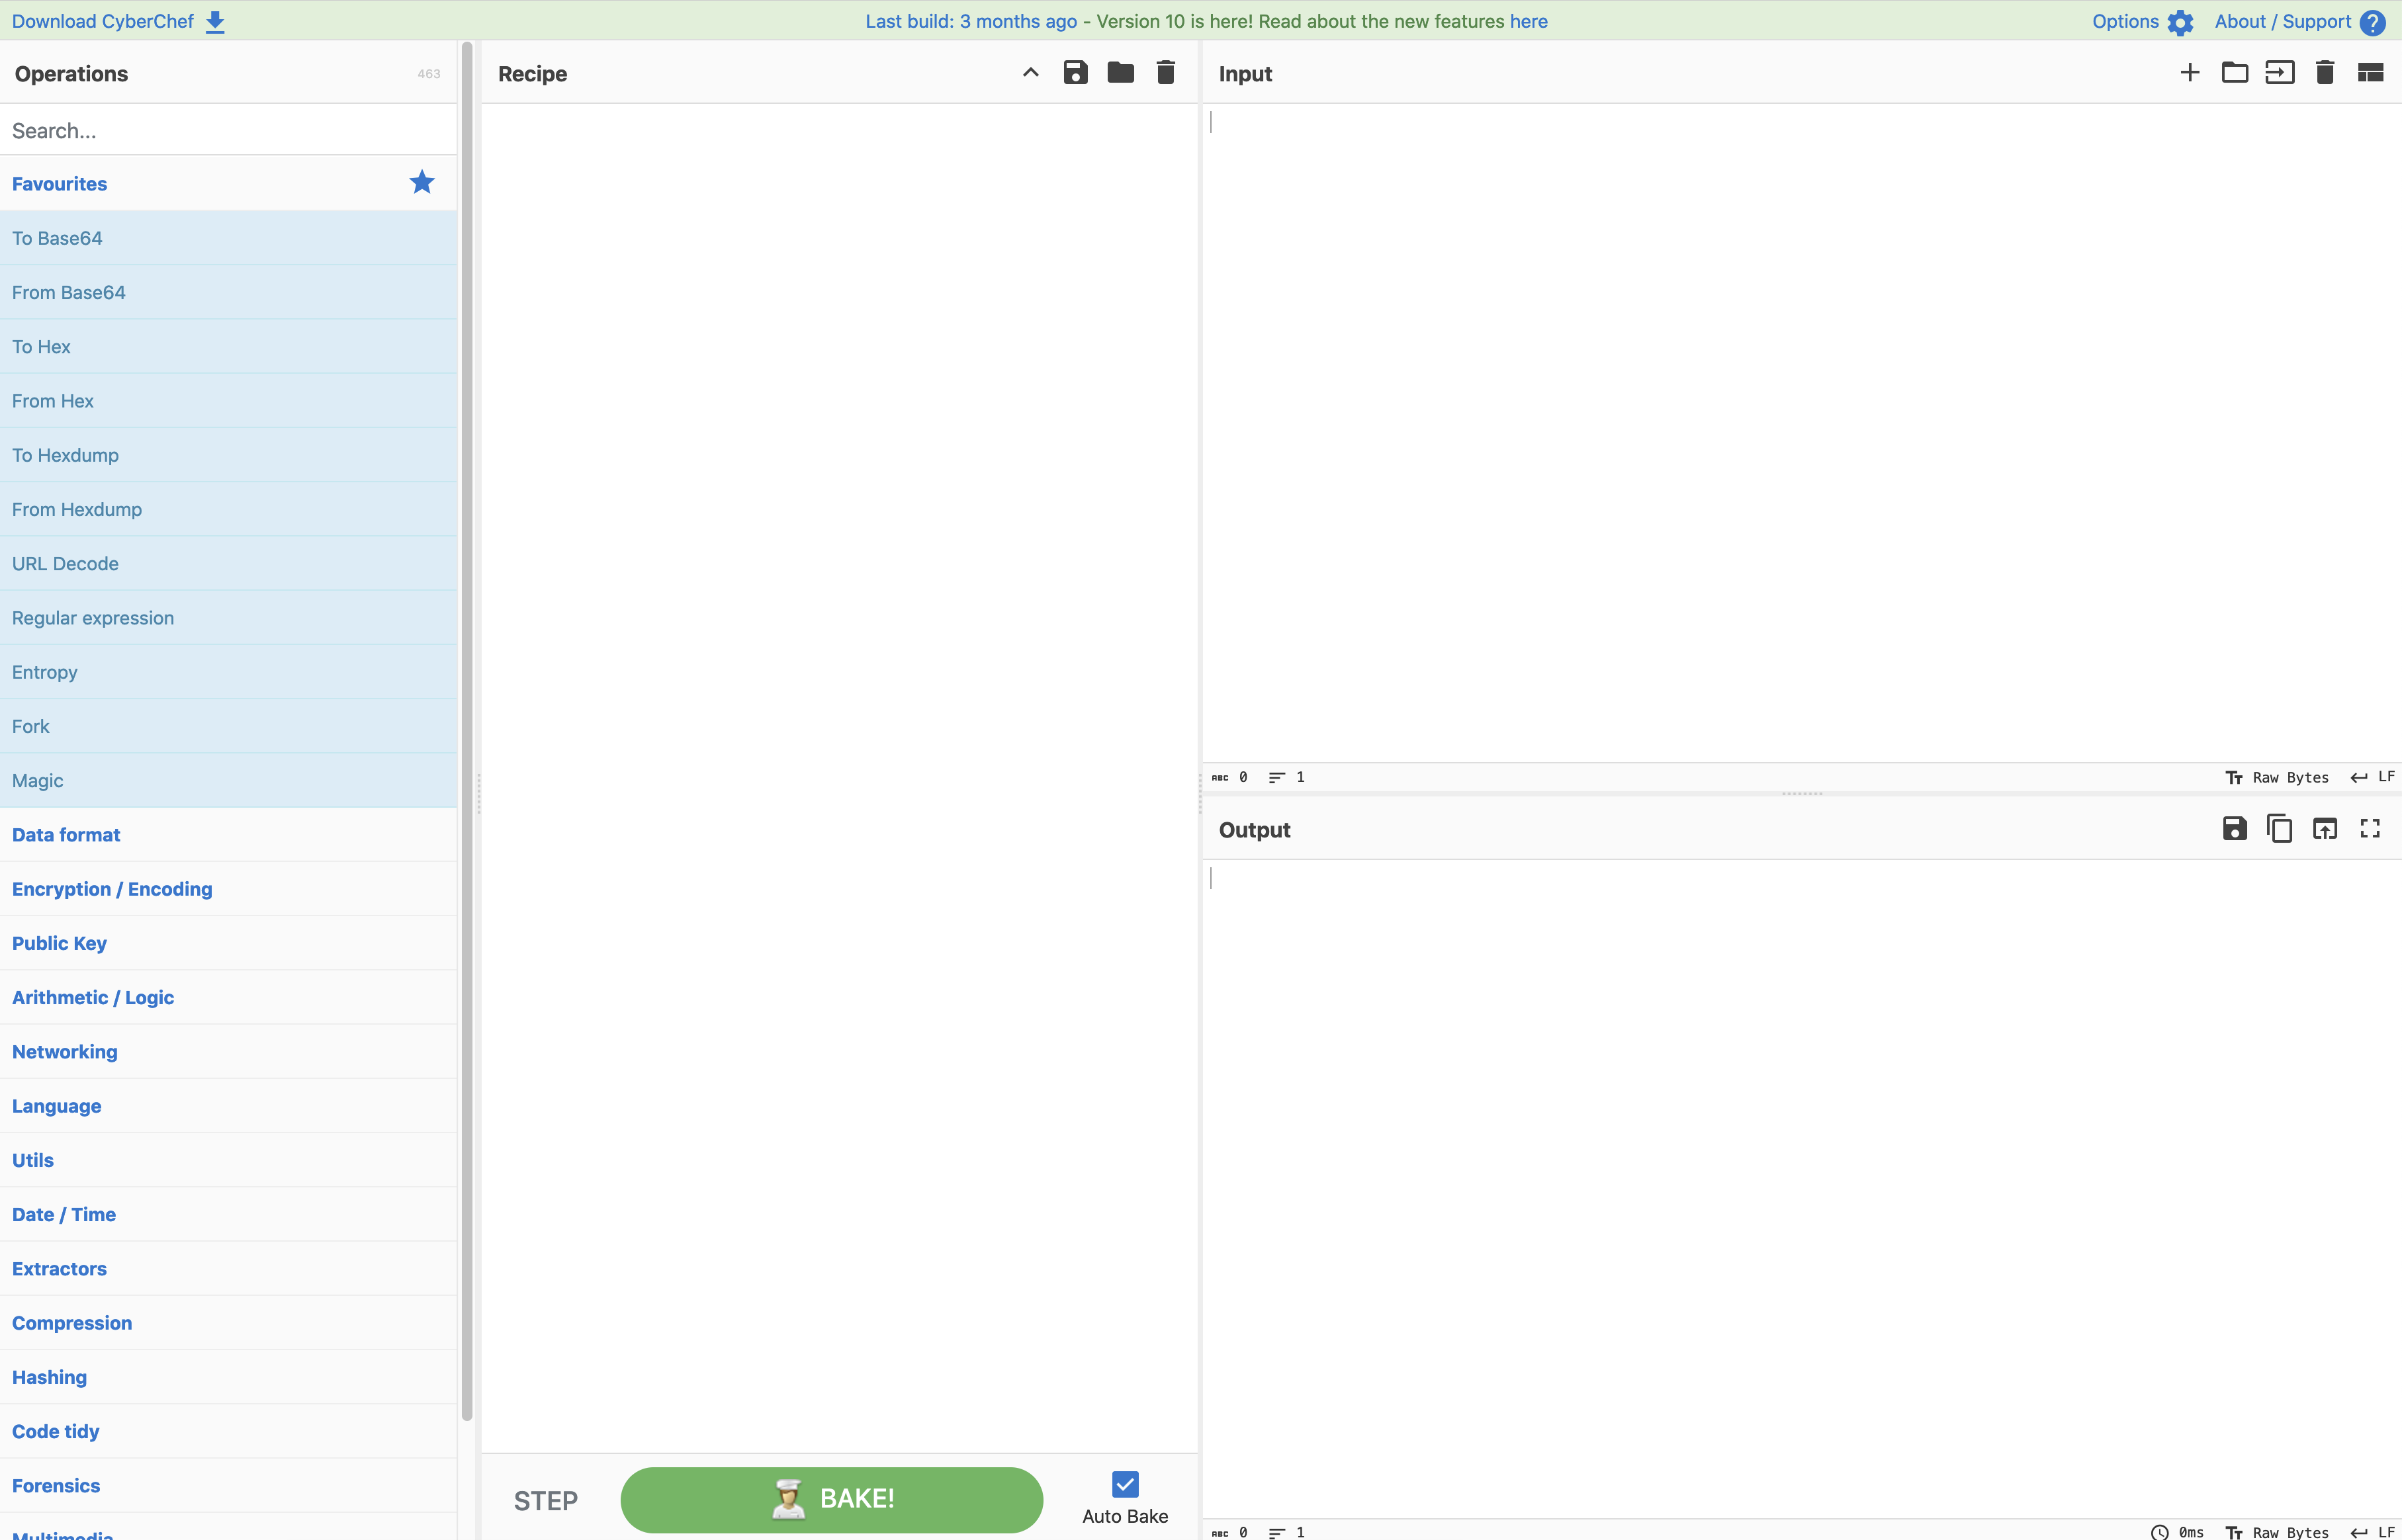 Download CyberChef
Last build: 3 months ago - Version 10 is here! Read about the new features here
Options
About / Support
Operations
463
Search...
Favourites
To Base64
From Base64
To Hex
From Hex
To Hexdump
From Hexdump
URL Decode
Regular expression
Entropy
Fork
Magic
Data format
Encryption / Encoding
Public Key
Arithmetic / Logic
Networking
Language
Utils
Date / Time
Extractors
Compression
Hashing
Code tidy
Forensics
Multimedia
Recipe
STEP
BAKE!
Auto Bake
Input
ABC 0 1
Raw Bytes LF
Output
ABC 0 1
0ms Raw Bytes LF